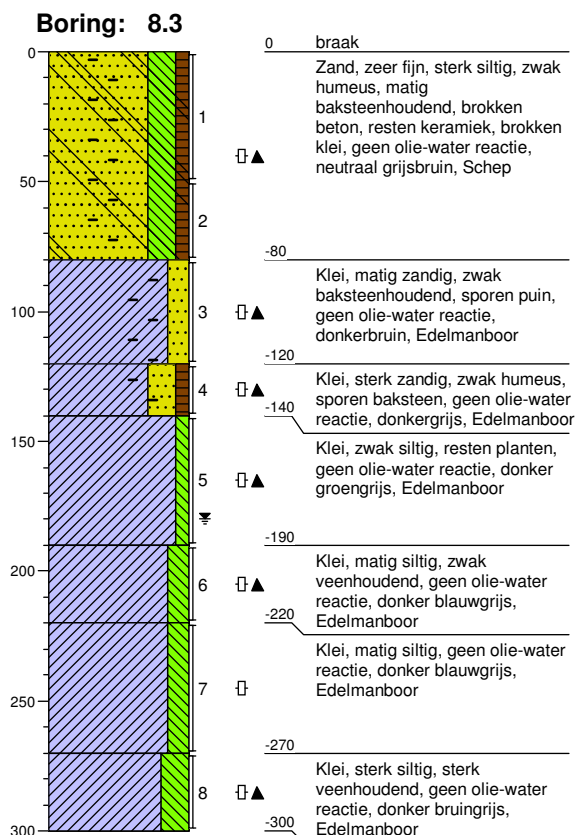 Boring: 8.3
0
50
100
150
200
250
300
1
2
3
4
5
6
7
8
0 braak
Zand, zeer fijn, sterk siltig, zwak
humeus, matig
baksteenhoudend, brokken
beton, resten keramiek, brokken
klei, geen olie-water reactie,
neutraal grijsbruin, Schep
-80
Klei, matig zandig, zwak
baksteenhoudend, sporen puin,
geen olie-water reactie,
donkerbruin, Edelmanboor
-120
Klei, sterk zandig, zwak humeus,
sporen baksteen, geen olie-water
reactie, donkergrijs, Edelmanboor
-140
Klei, zwak siltig, resten planten,
geen olie-water reactie, donker
groengrijs, Edelmanboor
-190
Klei, matig siltig, zwak
veenhoudend, geen olie-water
reactie, donker blauwgrijs,
Edelmanboor
-220
Klei, matig siltig, geen olie-water
reactie, donker blauwgrijs,
Edelmanboor
-270
Klei, sterk siltig, sterk
veenhoudend, geen olie-water
reactie, donker bruingrijs,
Edelmanboor
-300